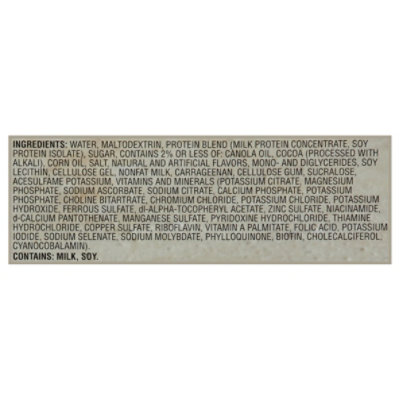 INGREDIENTS: WATER, MALTODEXTRIN, PROTEIN BLEND (MILK PROTEIN CONCENTRATE, SOY
PROTEIN ISOLATE), SUGAR, CONTAINS 2% OR LESS OF: CANOLA OIL, COCOA (PROCESSED WITH
ALKALI), CORN OIL, SALT, NATURAL AND ARTIFICIAL FLAVORS, MONO- AND DIGLYCERIDES, SOY
LECITHIN, CELLULOSE GEL, NONFAT MILK, CARRAGEENAN, CELLULOSE GUM, SUCRALOSE,
ACESULFAME POTASSIUM, VITAMINS AND MINERALS (POTASSIUM CITRATE, MAGNESIUM
PHOSPHATE, SODIUM ASCORBATE, CALCIUM CARBONATE, SODIUM CITRATE, CALCIUM
PHOSPHATE, CHOLINE BITARTRATE, CHROMIUM CHLORIDE, POTASSIUM CHLORIDE, POTASSIUM
HYDROXIDE, FERROUS SULFATE, dl-ALPHA-TOCOPHERYL ACETATE, ZINC SULFATE, NIACINAMIDE,
d-CALCIUM PANTOTHENATE, MANGANESE SULFATE, PYRIDOXINE HYDROCHLORIDE, THIAMINE
HYDROCHLORIDE, COPPER SULFATE, RIBOFLAVIN, VITAMIN A PALMITATE, FOLIC ACID, POTASSIUM
IODIDE, SODIUM SELENATE, SODIUM MOLYBDATE, PHYLLOQUINONE, BIOTIN, CHOLECALCIFEROL,
CYANOCOBALAMIN).
CONTAINS: MILK, SOY.